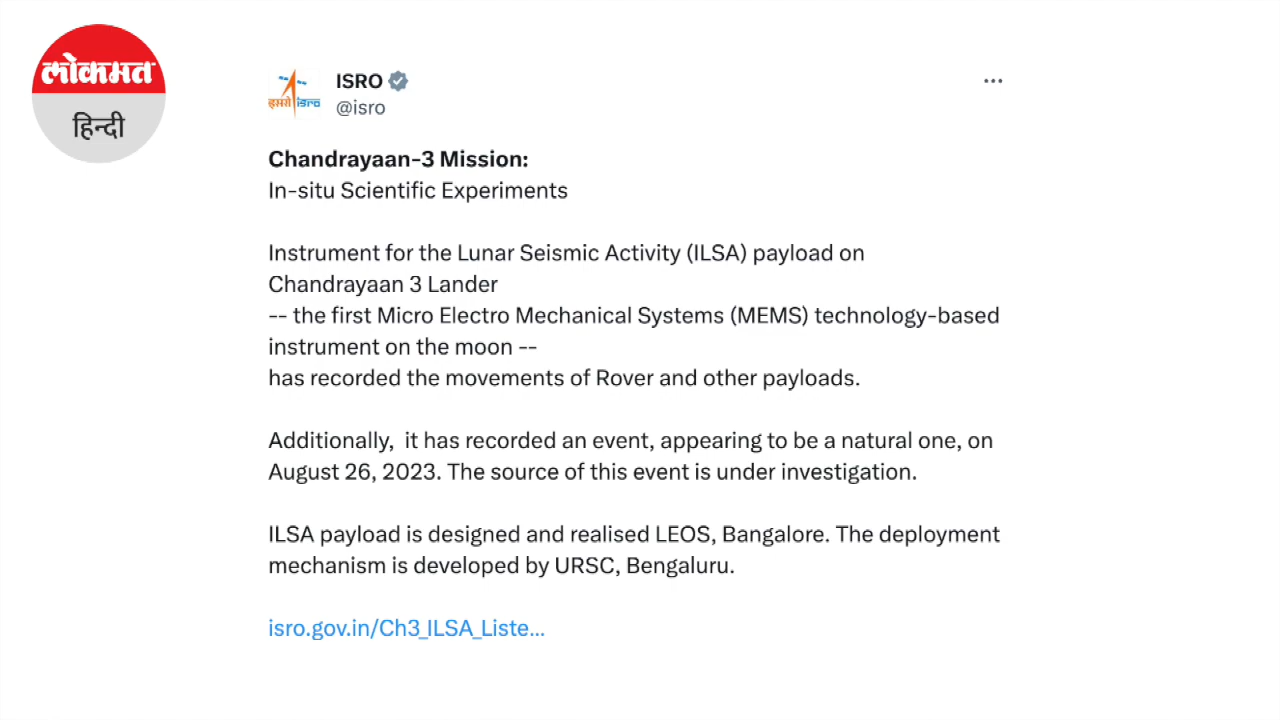 लोकमत
हिन्दी
ISRO
@isro
इसरो isro
Chandrayaan-3 Mission:
In-situ Scientific Experiments
Instrument for the Lunar Seismic Activity (ILSA) payload on
Chandrayaan 3 Lander
-- the first Micro Electro Mechanical Systems (MEMS) technology-based
instrument on the moon --
has recorded the movements of Rover and other payloads.
Additionally,  it has recorded an event, appearing to be a natural one, on
August 26, 2023. The source of this event is under investigation.
ILSA payload is designed and realised LEOS, Bangalore. The deployment
mechanism is developed by URSC, Bengaluru.
isro.gov.in/Ch3_ILSA_Liste...